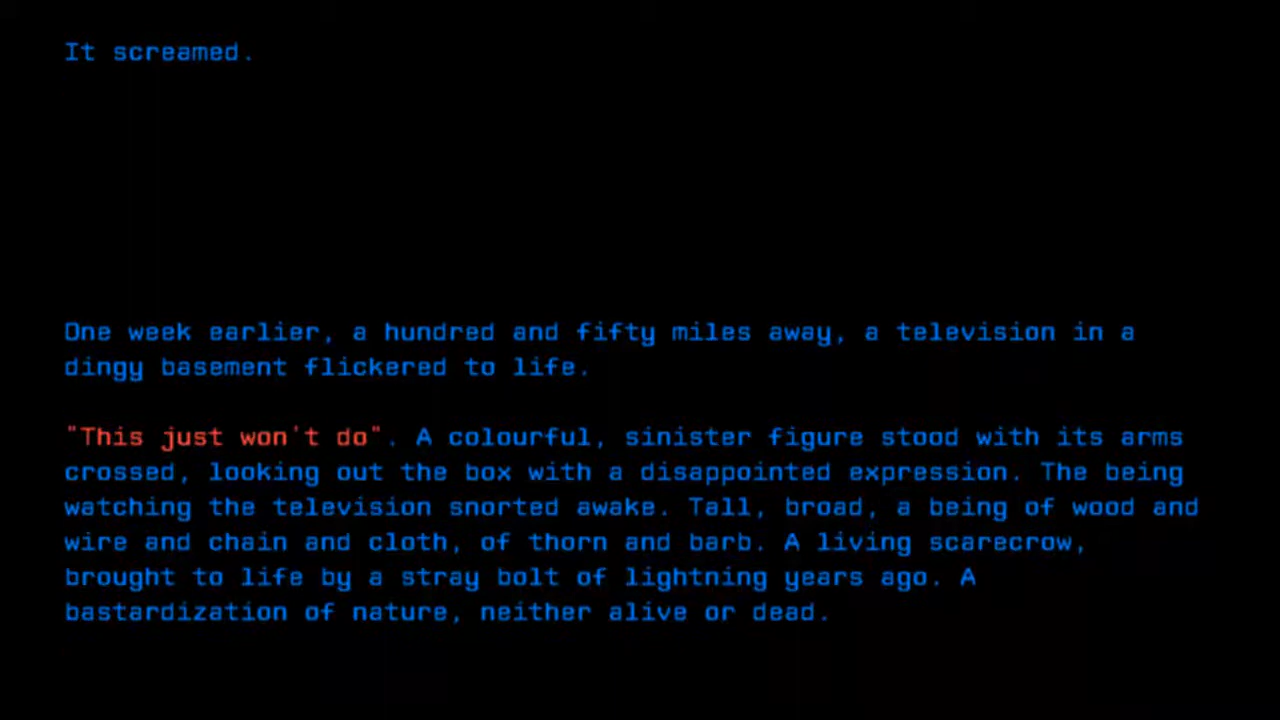 It screamed.
One week earlier, a hundred and fifty miles away, a television in a
dingy basement flickered to life.
"This just won't do". A colourful, sinister figure stood with its arms
crossed, looking out the box with a disappointed expression. The being
watching the television snorted awake. Tall, broad, a being of wood and
wire and chain and cloth, of thorn and barb. A living scarecrow,
brought to life by a stray bolt of lightning years ago. A
bastardization of nature, neither alive or dead.